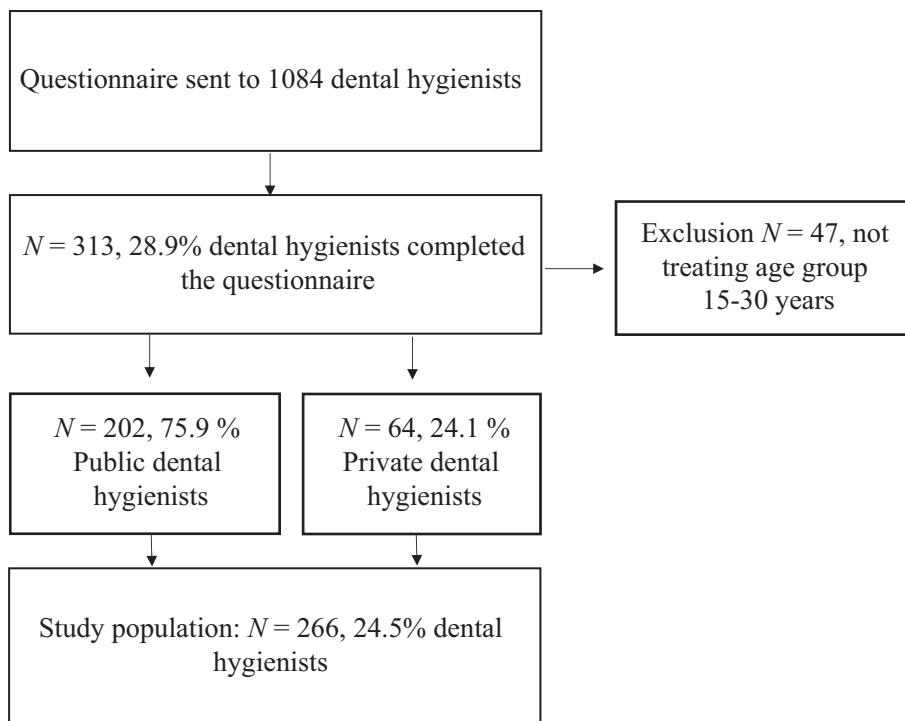 Questionnaire sent to 1084 dental hygienists
N = 313, 28.9% dental hygienists completed
the questionnaire
Exclusion N = 47, not
treating age group
15-30 years
N = 202, 75.9 %
Public dental
hygienists
N = 64, 24.1 %
Private dental
hygienists
Study population: N = 266, 24.5% dental
hygienists